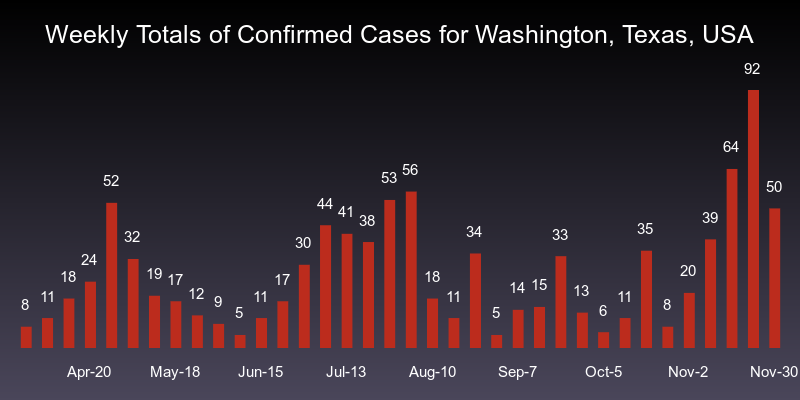 Weekly Totals of Confirmed Cases for Washington, Texas, USA
8 11 18 24 52 32 19 17 12 9 5 11 17 30 44 41 38 53 56 18 11 34 5 14 15 33 13 6 11 35 8 20 39 64 92 50
Apr-20 May-18 Jun-15 Jul-13 Aug-10 Sep-7 Oct-5 Nov-2 Nov-30